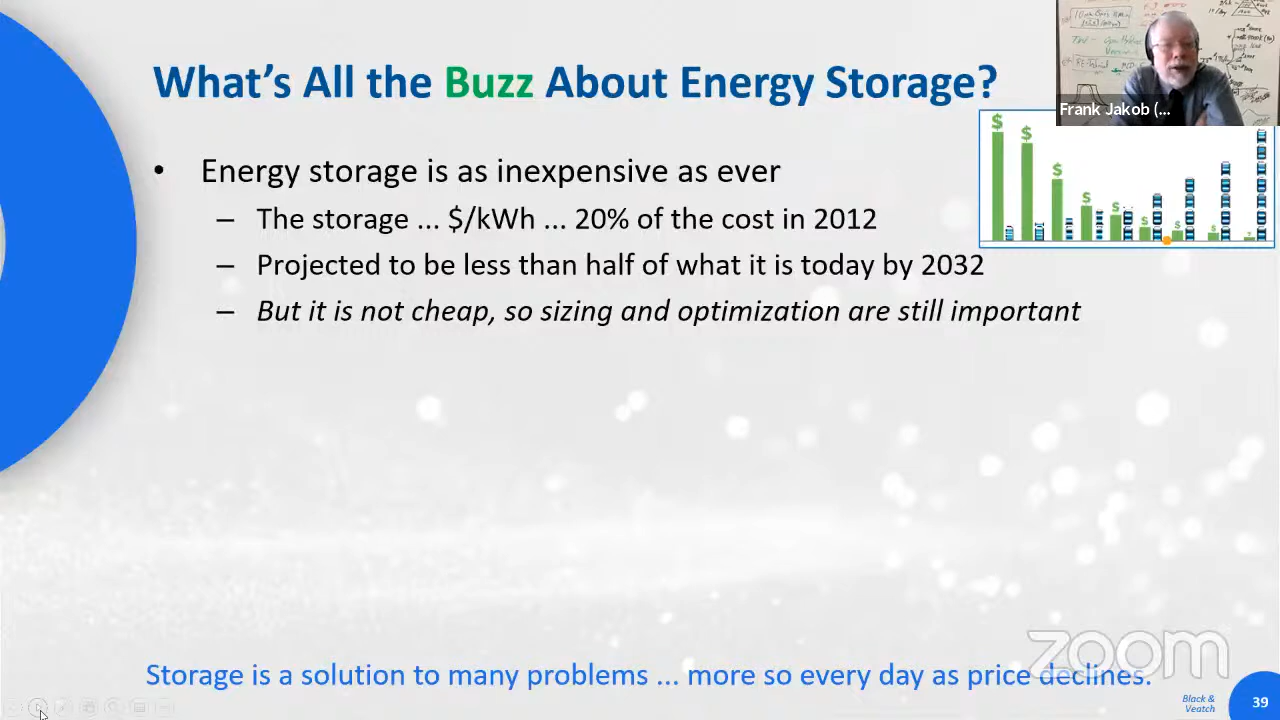 What's All the Buzz About Energy Storage?
Frank Jakob (...
• Energy storage is as inexpensive as ever
– The storage ... $/kWh ... 20% of the cost in 2012
– Projected to be less than half of what it is today by 2032
– But it is not cheap, so sizing and optimization are still important
$ $ $ $ $ $ $ $
zoom
Storage is a solution to many problems ... more so every day as price declines.
Black &
Veatch
39